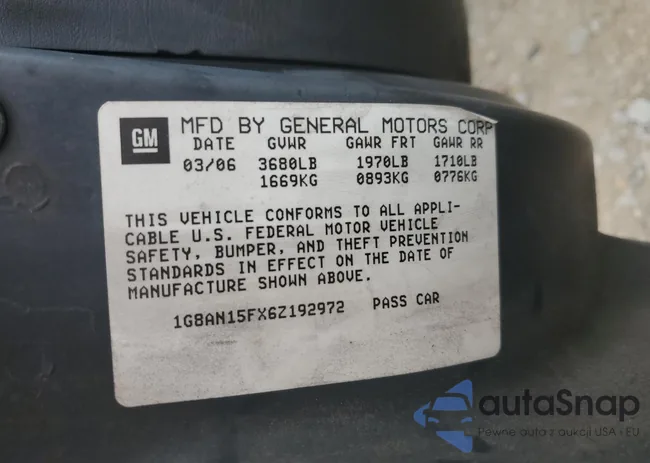 GM MFD BY GENERAL MOTORS CORP
DATE GVWR GAWR FRT GAWR RR
03/06 3680LB 1970LB 1710LB
1669KG 0893KG 0776KG
THIS VEHICLE CONFORMS TO ALL APPLI-
CABLE U.S. FEDERAL MOTOR VEHICLE
SAFETY, BUMPER, AND THEFT PREVENTION
STANDARDS IN EFFECT ON THE DATE OF
MANUFACTURE SHOWN ABOVE.
1G8AN15FX6Z192972 PASS CAR
autaSnap
Pewne auta z aukcji USA i EU